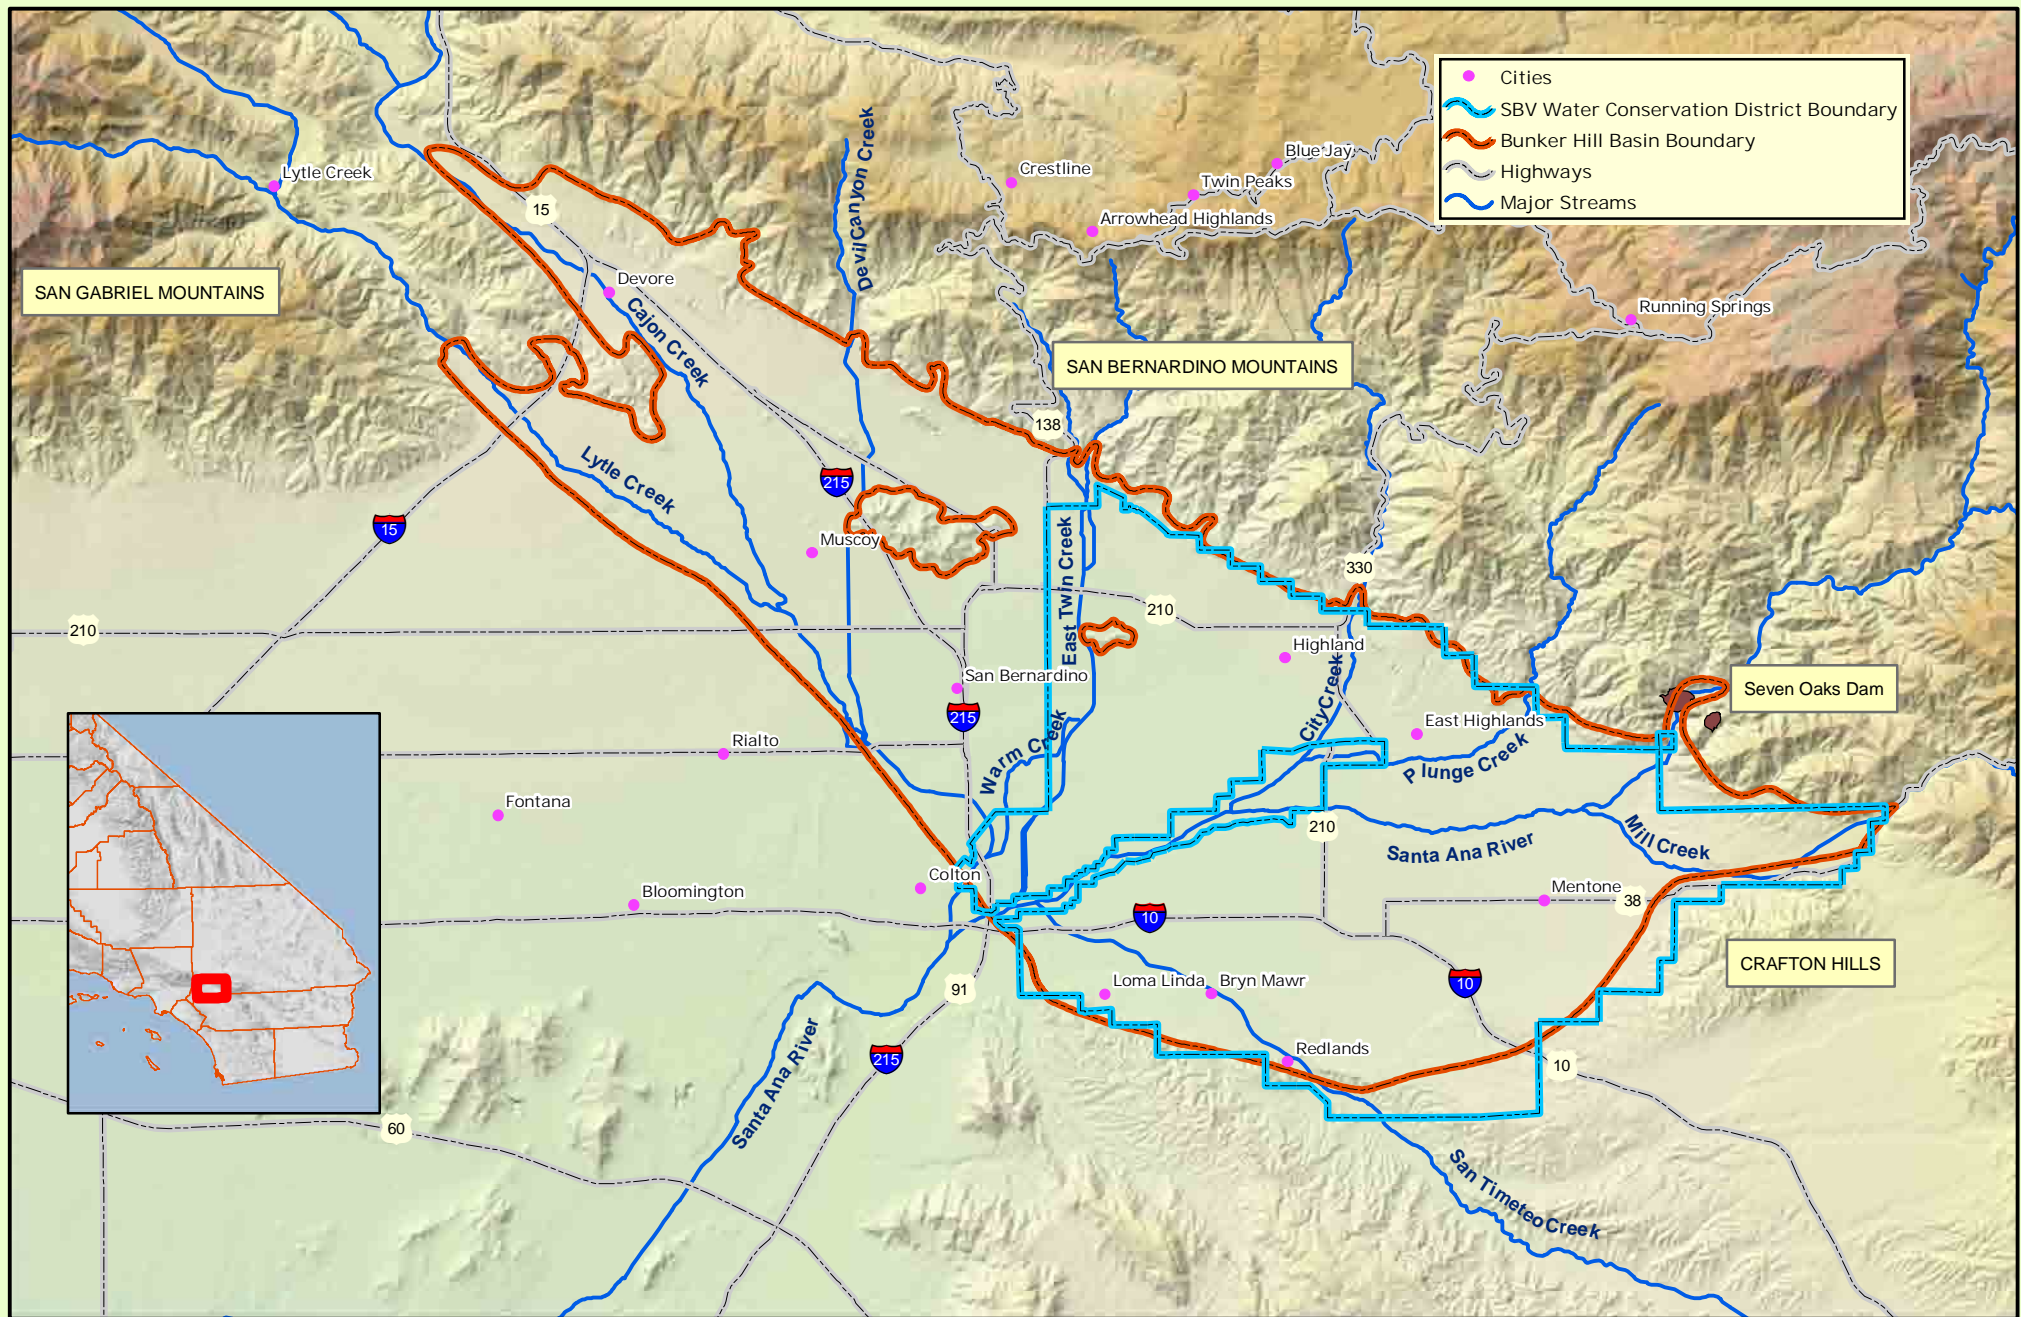 Cities
SBV Water Conservation District Boundary
Bunker Hill Basin Boundary
Highways
Major Streams
Devil Canyon Creek
Blue Jay
Crestline
Lytle Creek
Twin Peaks
15
Arrowhead Highlands
SAN GABRIEL MOUNTAINS
Devore
Running Springs
Cajon Creek
SAN BERNARDINO MOUNTAINS
138
Lytle Creek
215
15
Muscoy
East Twin Creek
330
210
210
Highland
San Bernardino
City Creek
Seven Oaks Dam
215
East Highlands
Rialto
Warm Creek
Plunge Creek
Fontana
210
Mill Creek
Santa Ana River
Colton
Bloomington
Mentone
38
10
CRAFTON HILLS
Loma Linda
Bryn Mawr
10
91
Redlands
215
10
Santa Ana River
60
San Timeteo Creek